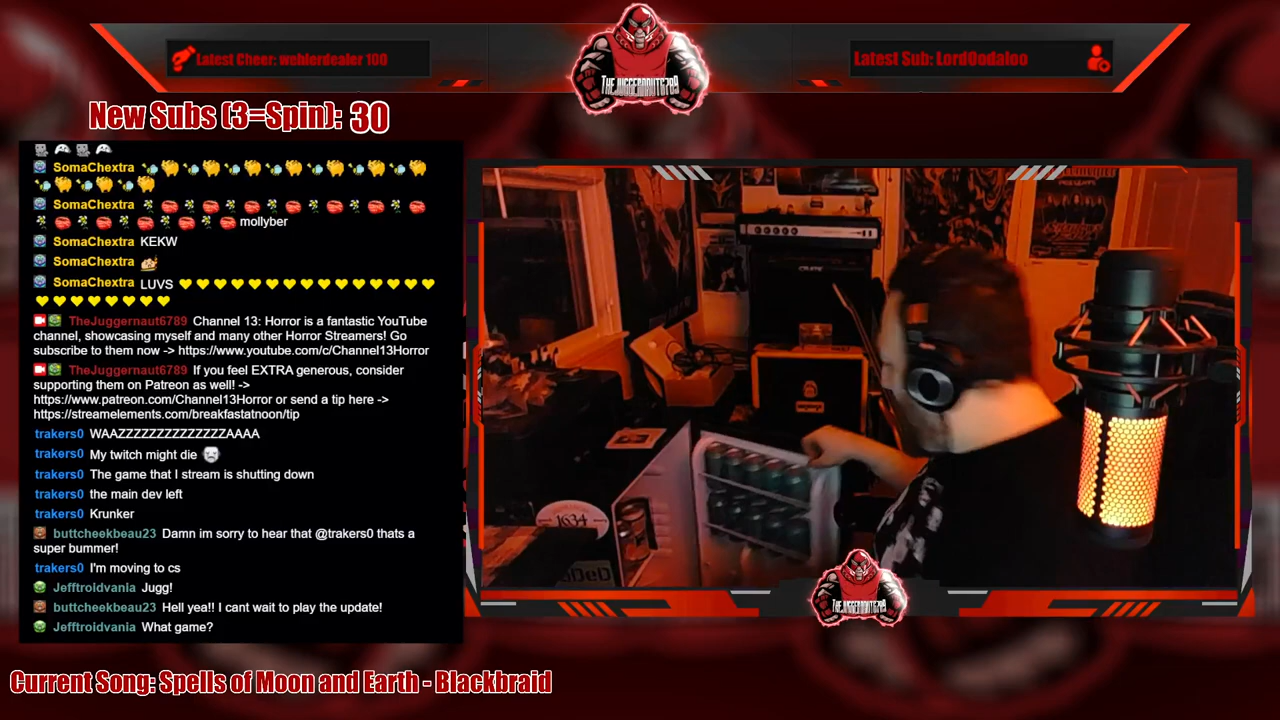 Latest Cheer: wehlerdealer 100
THEJUGGERNAUT6789
Latest Sub: LordOodaloo
New Subs (3=Spin): 30
SomaChextra
SomaChextra
mollyber
SomaChextra KEKW
SomaChextra
SomaChextra LUVS
TheJuggernaut6789 Channel 13: Horror is a fantastic YouTube
channel, showcasing myself and many other Horror Streamers! Go
subscribe to them now -> https://www.youtube.com/c/Channel13Horror
TheJuggernaut6789 If you feel EXTRA generous, consider
supporting them on Patreon as well! ->
https://www.patreon.com/Channel13Horror or send a tip here ->
https://streamelements.com/breakfastatnoon/tip
trakers0 WAAZZZZZZZZZZZZZAAAA
trakers0 My twitch might die
trakers0 The game that I stream is shutting down
trakers0 the main dev left
trakers0 Krunker
buttcheekbeau23 Damn im sorry to hear that @trakers0 thats a
super bummer!
trakers0 I'm moving to cs
Jefftroidvania Jugg!
buttcheekbeau23 Hell yea!! I cant wait to play the update!
Jefftroidvania What game?
CRATE
1634
THEJUGGERNAUT6789
Current Song: Spells of Moon and Earth - Blackbraid